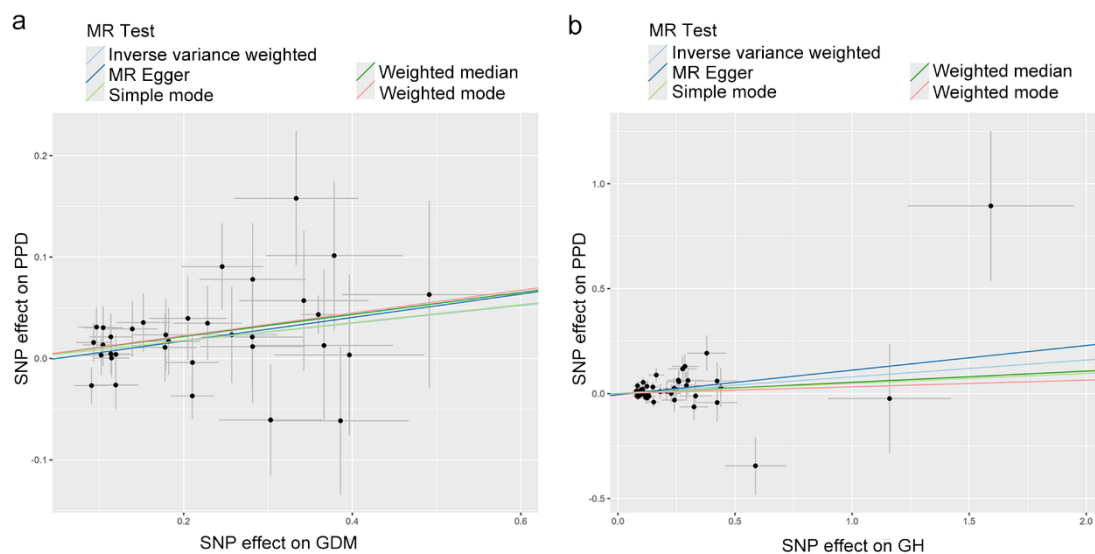 a
MR Test
Inverse variance weighted
MR Egger
Simple mode
Weighted median
Weighted mode
SNP effect on PPD
0.2
0.1
0.0
-0.1
0.2
0.4
0.6
SNP effect on GDM
b
MR Test
Inverse variance weighted
MR Egger
Simple mode
Weighted median
Weighted mode
SNP effect on PPD
1.0
0.5
0.0
-0.5
0.0
0.5
1.0
1.5
2.0
SNP effect on GH